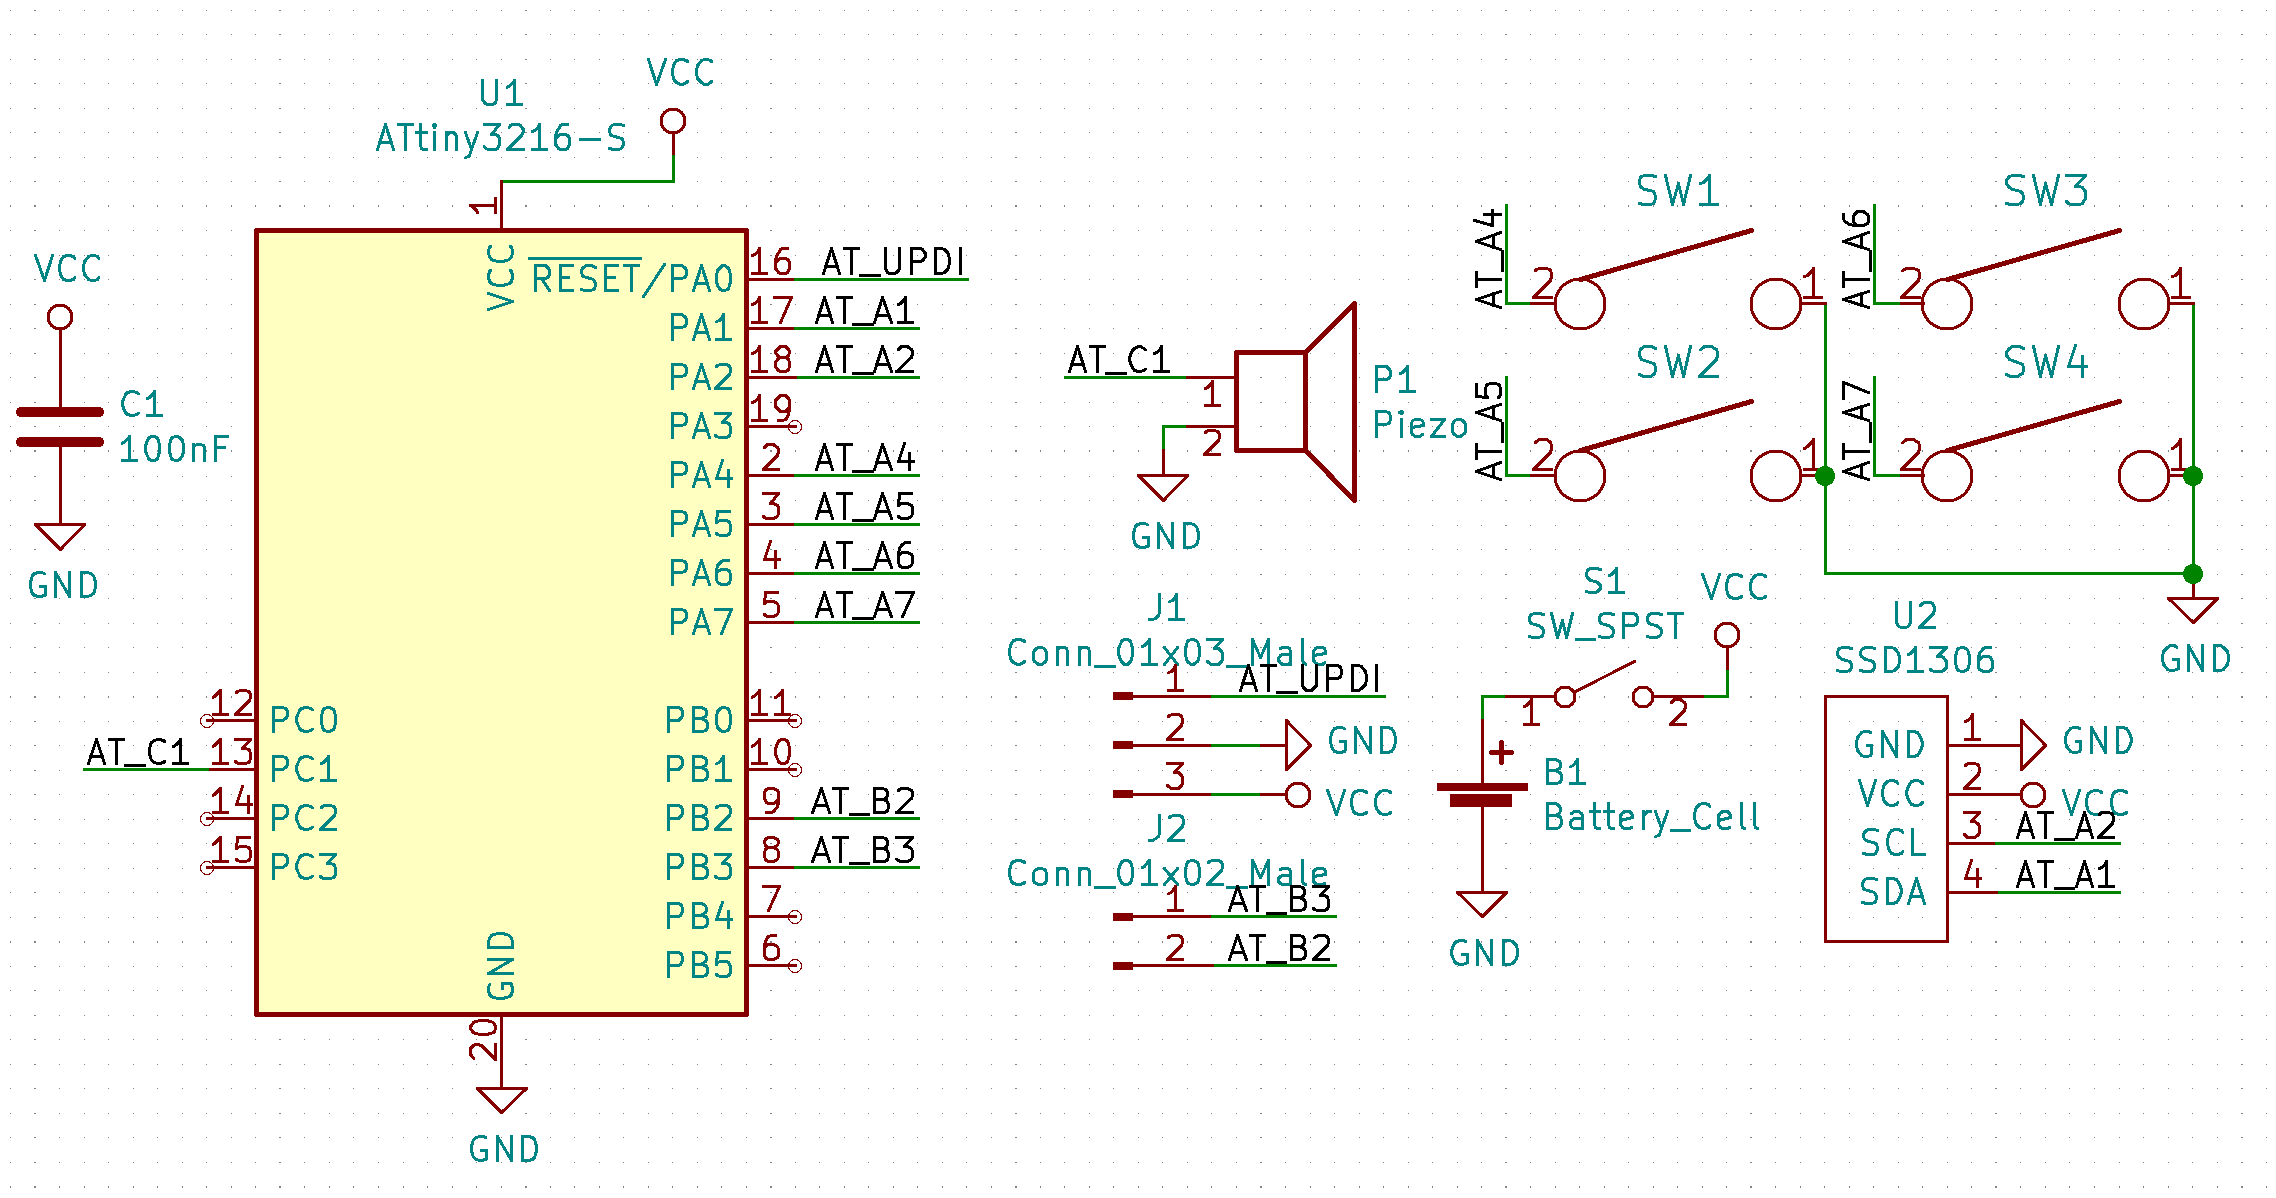 VCC
C1
100nF
GND
U1
ATtiny3216-S
VCC
1
VCC
RESET/PA0 16 AT_UPDI
PA1 17 AT_A1
PA2 18 AT_A2
PA3 19
PA4 2 AT_A4
PA5 3 AT_A5
PA6 4 AT_A6
PA7 5 AT_A7
12 PC0
AT_C1 13 PC1
14 PC2
15 PC3
PB0 11
PB1 10
PB2 9 AT_B2
PB3 8 AT_B3
PB4 7
PB5 6
GND
20
GND
AT_C1
1
2
P1
Piezo
GND
SW1
AT_A4 2 1
SW3
AT_A6 2 1
SW2
AT_A5 2 1
SW4
AT_A7 2 1
GND
J1
Conn_01x03_Male
1 AT_UPDI
2 GND
3 VCC
J2
Conn_01x02_Male
1 AT_B3
2 AT_B2
S1
SW_SPST
VCC
1 2
+
B1
Battery_Cell
GND
U2
SSD1306
GND 1 GND
VCC 2 VCC
SCL 3 AT_A2
SDA 4 AT_A1